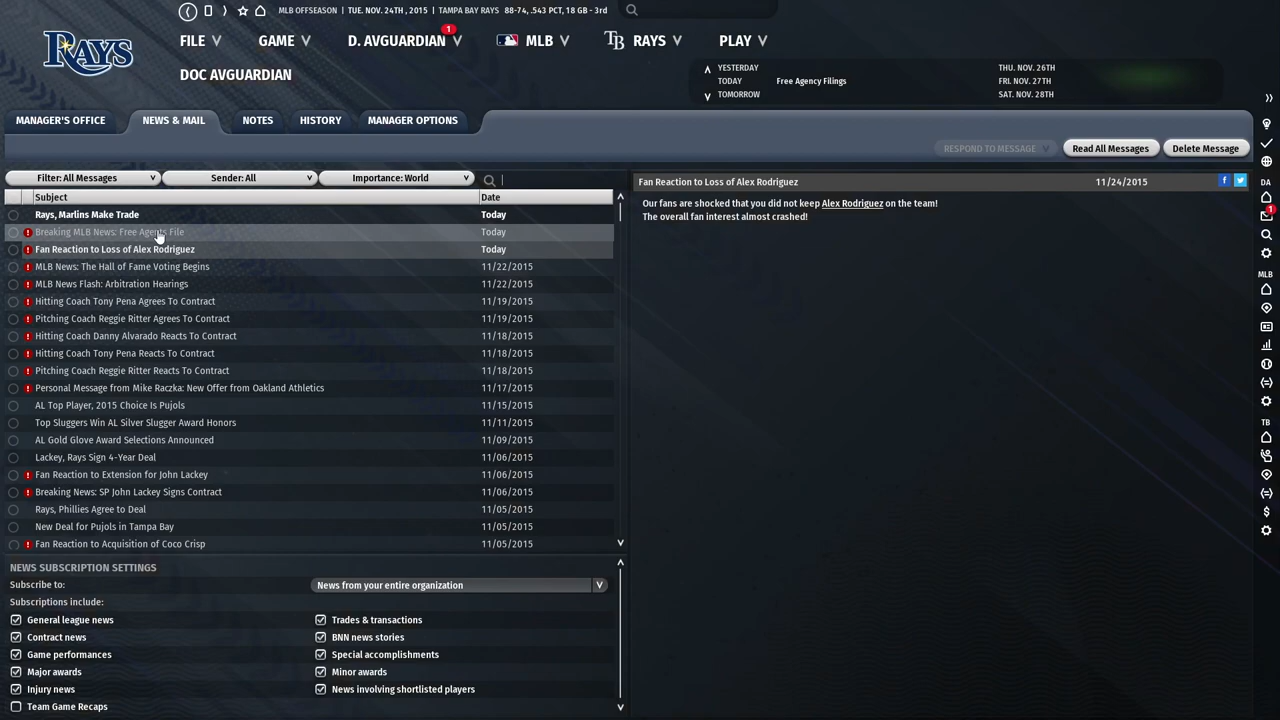 MLB OFFSEASON | TUE. NOV. 24TH , 2015 | TAMPA BAY RAYS 88-74, .543 PCT, 18 GB - 3rd
RAYS
FILE GAME D. AVGUARDIAN 1 MLB TB RAYS PLAY
DOC AVGUARDIAN
YESTERDAY THU. NOV. 26TH
TODAY Free Agency Filings FRI. NOV. 27TH
TOMORROW SAT. NOV. 28TH
MANAGER'S OFFICE NEWS & MAIL NOTES HISTORY MANAGER OPTIONS
RESPOND TO MESSAGE Read All Messages Delete Message
Filter: All Messages Sender: All Importance: World
Subject Date
Rays, Marlins Make Trade Today
Breaking MLB News: Free Agents File Today
Fan Reaction to Loss of Alex Rodriguez Today
MLB News: The Hall of Fame Voting Begins 11/22/2015
MLB News Flash: Arbitration Hearings 11/22/2015
Hitting Coach Tony Pena Agrees To Contract 11/19/2015
Pitching Coach Reggie Ritter Agrees To Contract 11/19/2015
Hitting Coach Danny Alvarado Reacts To Contract 11/18/2015
Hitting Coach Tony Pena Reacts To Contract 11/18/2015
Pitching Coach Reggie Ritter Reacts To Contract 11/18/2015
Personal Message from Mike Raczka: New Offer from Oakland Athletics 11/17/2015
AL Top Player, 2015 Choice Is Pujols 11/15/2015
Top Sluggers Win AL Silver Slugger Award Honors 11/11/2015
AL Gold Glove Award Selections Announced 11/09/2015
Lackey, Rays Sign 4-Year Deal 11/06/2015
Fan Reaction to Extension for John Lackey 11/06/2015
Breaking News: SP John Lackey Signs Contract 11/06/2015
Rays, Phillies Agree to Deal 11/05/2015
New Deal for Pujols in Tampa Bay 11/05/2015
Fan Reaction to Acquisition of Coco Crisp 11/05/2015
NEWS SUBSCRIPTION SETTINGS
Subscribe to: News from your entire organization
Subscriptions include:
General league news Trades & transactions
Contract news BNN news stories
Game performances Special accomplishments
Major awards Minor awards
Injury news News involving shortlisted players
Team Game Recaps
Fan Reaction to Loss of Alex Rodriguez 11/24/2015
Our fans are shocked that you did not keep Alex Rodriguez on the team!
The overall fan interest almost crashed!
DA
1
MLB
TB